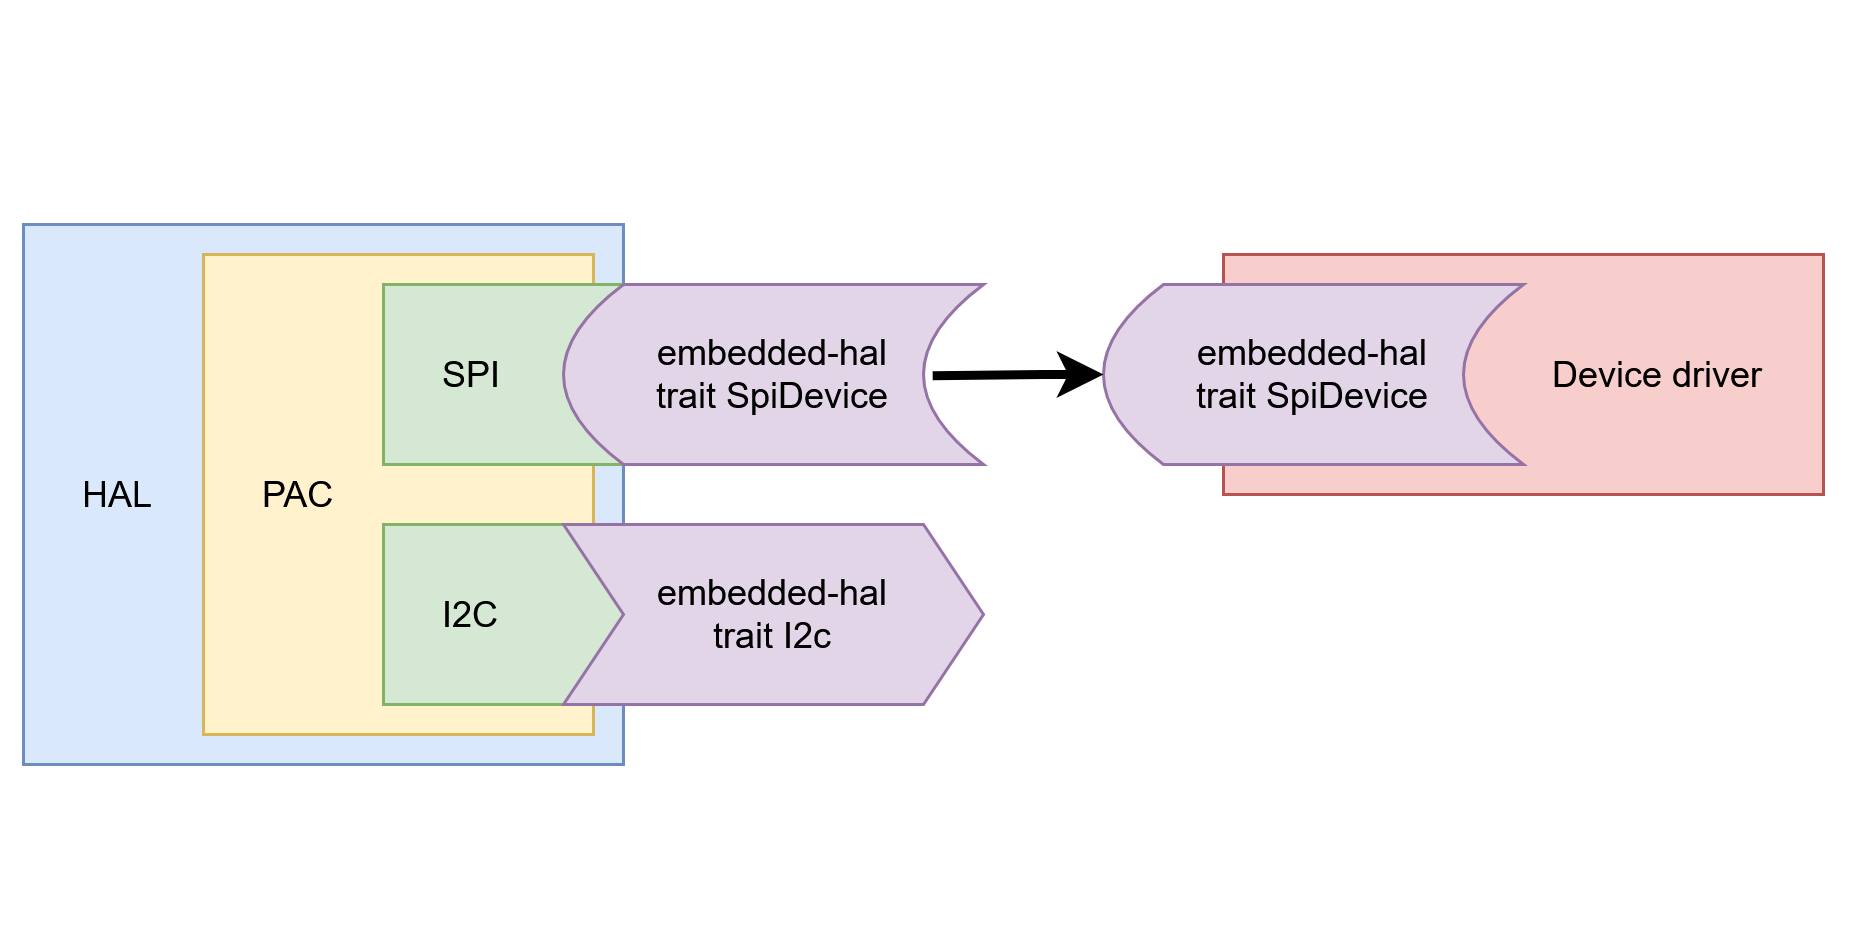 HAL
PAC
SPI
embedded-hal
trait SpiDevice
embedded-hal
trait SpiDevice
Device driver
I2C
embedded-hal
trait I2c